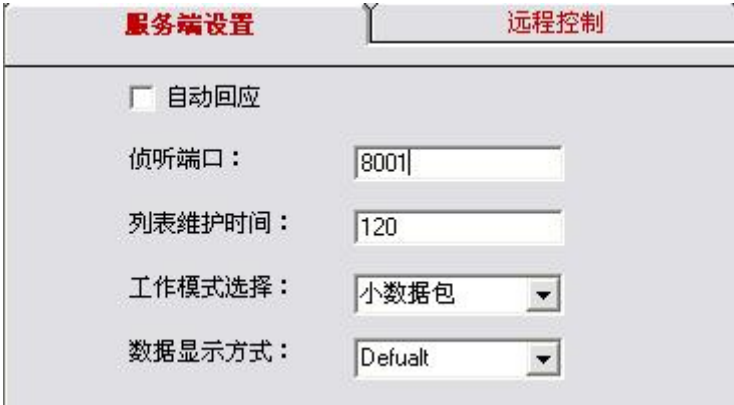 服务端设置 远程控制
自动回应
侦听端口： 8001
列表维护时间： 120
工作模式选择： 小数据包
数据显示方式： Defualt